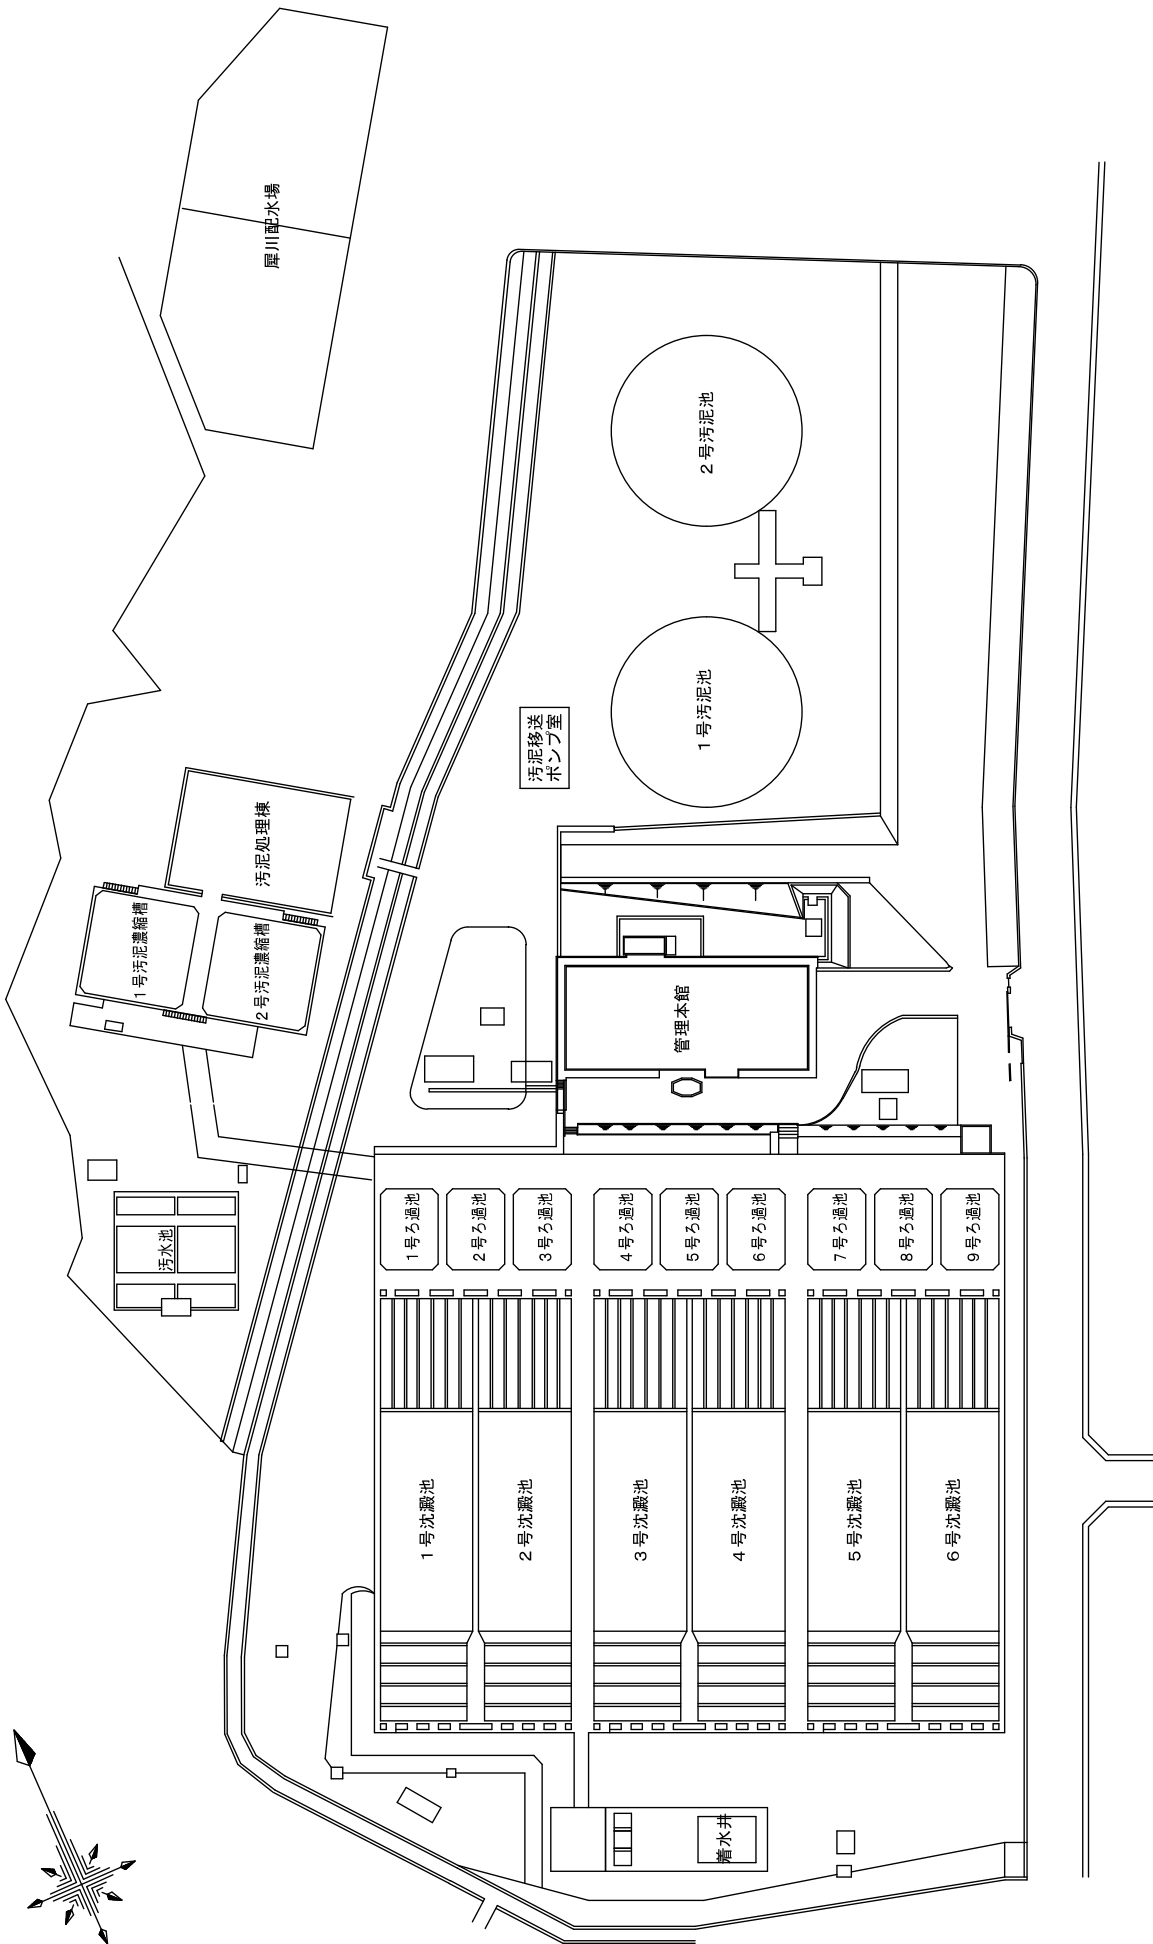 犀川配水場
2号汚泥池
1号汚泥池
汚泥移送
ポンプ室
汚泥処理棟
1号汚泥濃縮槽
2号汚泥濃縮槽
管理本館
汚水池
1号ろ過池
2号ろ過池
3号ろ過池
4号ろ過池
5号ろ過池
6号ろ過池
7号ろ過池
8号ろ過池
9号ろ過池
1号沈澱池
2号沈澱池
3号沈澱池
4号沈澱池
5号沈澱池
6号沈澱池
着水井